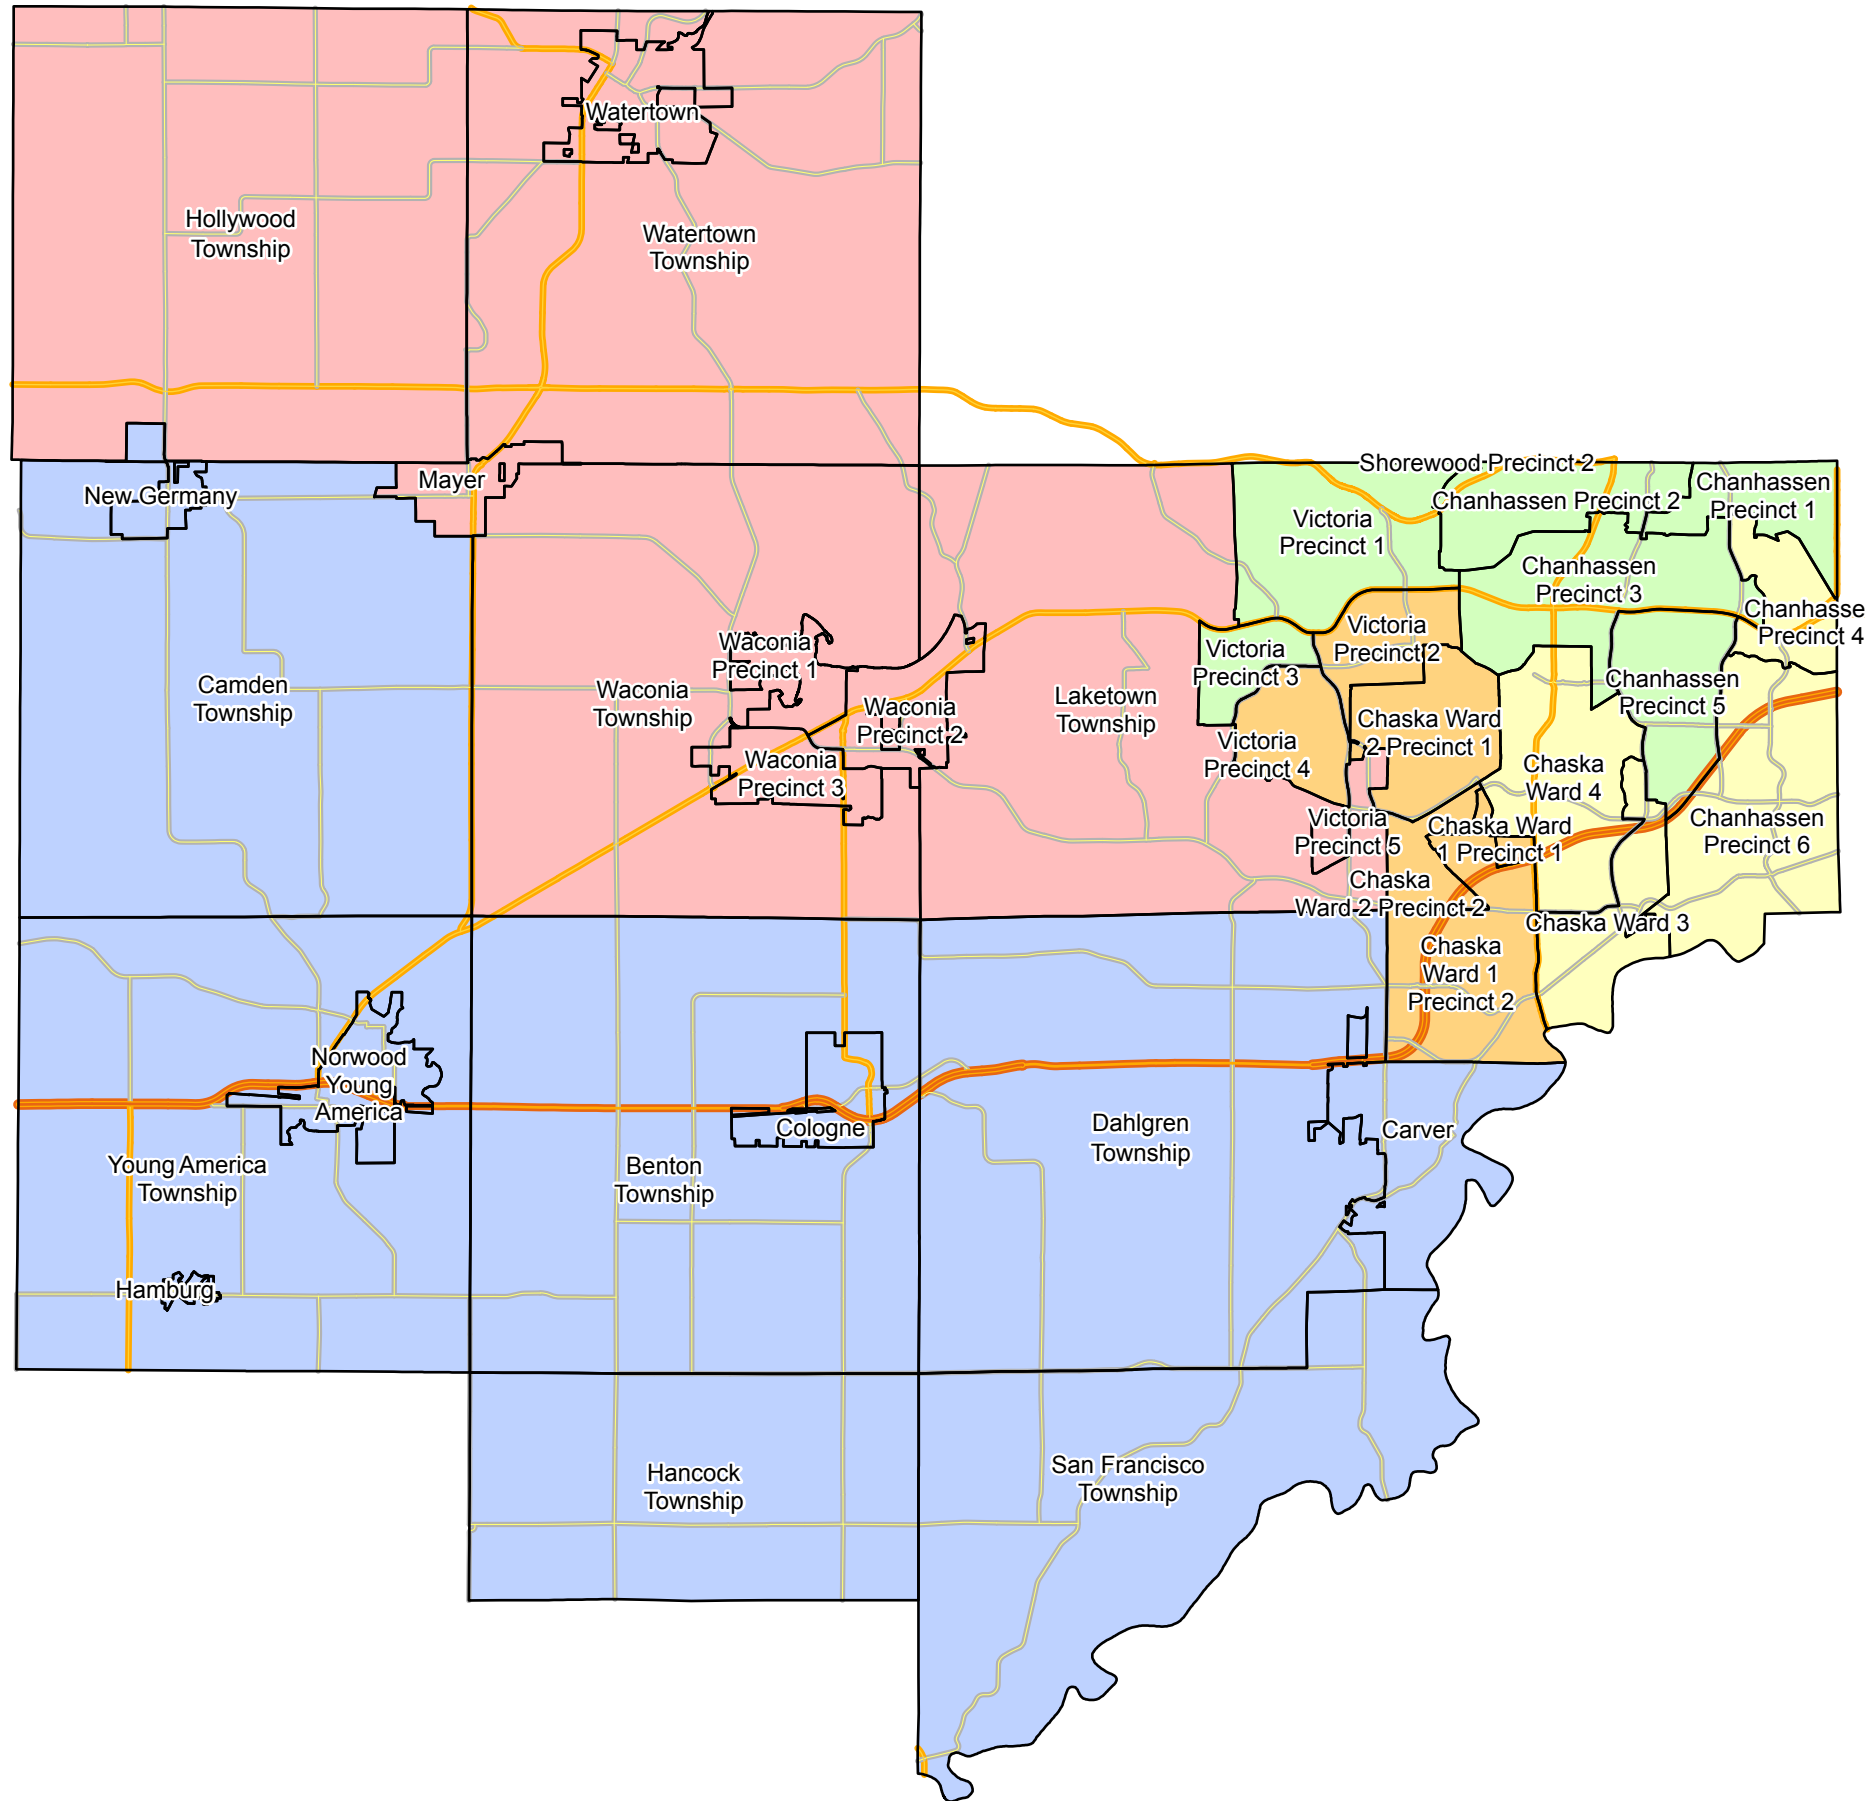 Watertown
Hollywood
Township
Watertown
Township
Shorewood Precinct 2
Mayer
New Germany
Chanhassen Precinct 2
Chanhassen
Precinct 1
Victoria
Precinct 1
Chanhassen
Precinct 3
Chanhasse
Precinct 4
Victoria
Precinct 2
Waconia
Precinct 1
Victoria
Precinct 3
Camden
Township
Waconia
Township
Laketown
Township
Chanhassen
Precinct 5
Waconia
Precinct 2
Chaska Ward
2 Precinct 1
Victoria
Precinct 4
Waconia
Precinct 3
Chaska
Ward 4
Victoria
Precinct 5
Chaska Ward
1 Precinct 1
Chanhassen
Precinct 6
Chaska
Ward 2 Precinct 2
Chaska Ward 3
Chaska
Ward 1
Precinct 2
Norwood
Young
America
Cologne
Dahlgren
Township
Carver
Young America
Township
Benton
Township
Hamburg
Hancock
Township
San Francisco
Township